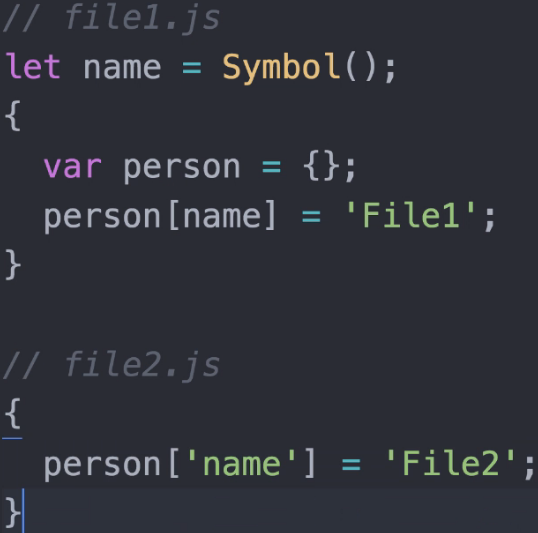 // file1.js
let name = Symbol();
{
  var person = {};
  person[name] = 'File1';
}
// file2.js
{
  person['name'] = 'File2';
}